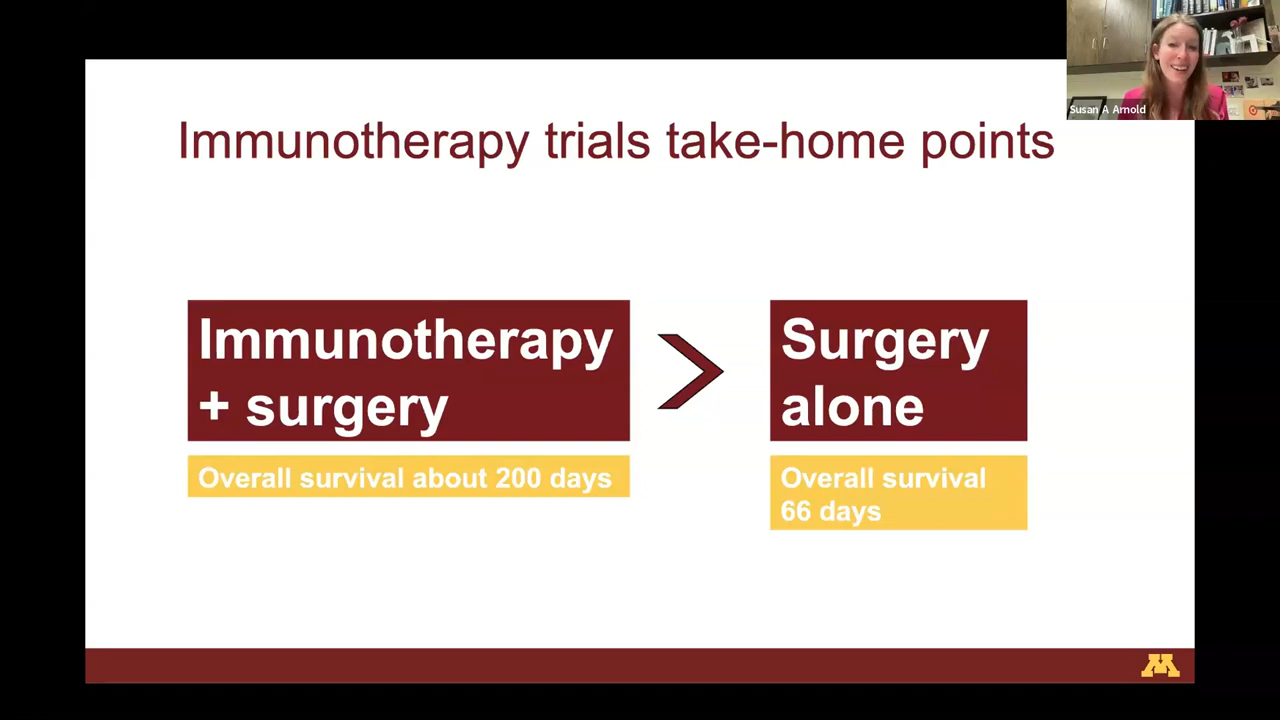 Susan A Arnold
Immunotherapy trials take-home points
Immunotherapy
+ surgery
Surgery
alone
Overall survival about 200 days
Overall survival
66 days
M